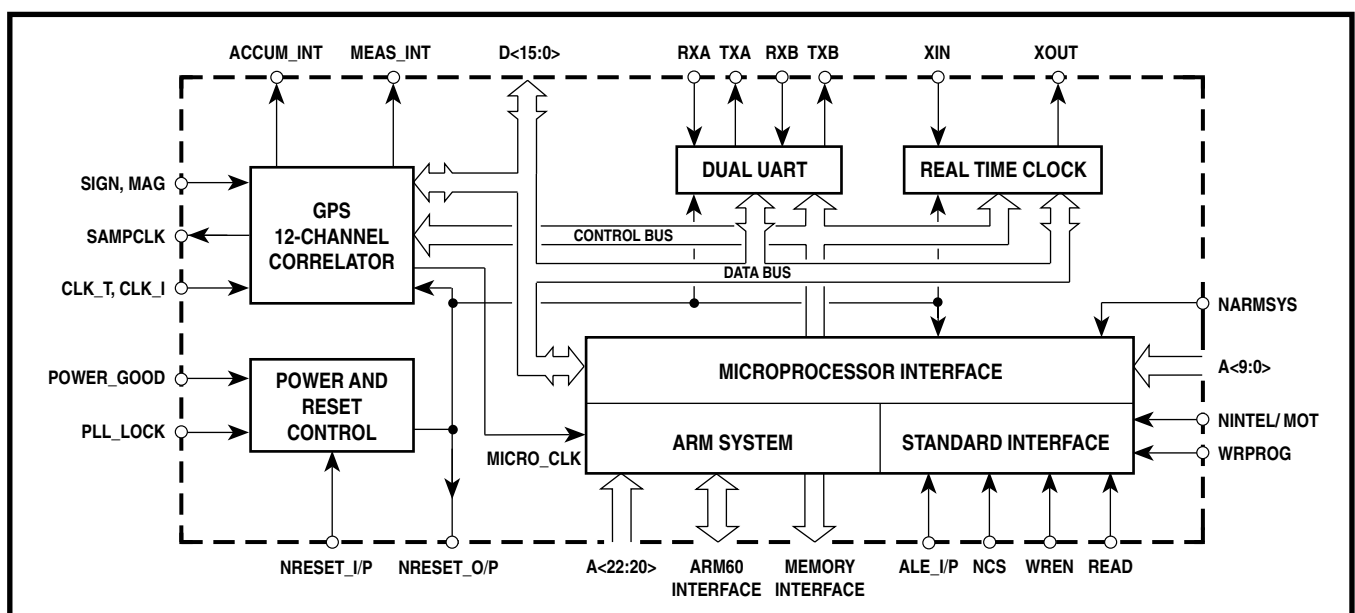 ACCUM_INT
MEAS_INT
D<15:0>
RXA
TXA
RXB
TXB
XIN
XOUT
SIGN, MAG
SAMPCLK
CLK_T, CLK_I
GPS
12-CHANNEL
CORRELATOR
DUAL UART
REAL TIME CLOCK
CONTROL BUS
DATA BUS
NARMSYS
POWER_GOOD
PLL_LOCK
POWER AND
RESET
CONTROL
MICROPROCESSOR INTERFACE
A<9:0>
MICRO_CLK
ARM SYSTEM
STANDARD INTERFACE
NINTEL/ MOT
WRPROG
NRESET_I/P
NRESET_O/P
A<22:20>
ARM60
INTERFACE
MEMORY
INTERFACE
ALE_I/P
NCS
WREN
READ